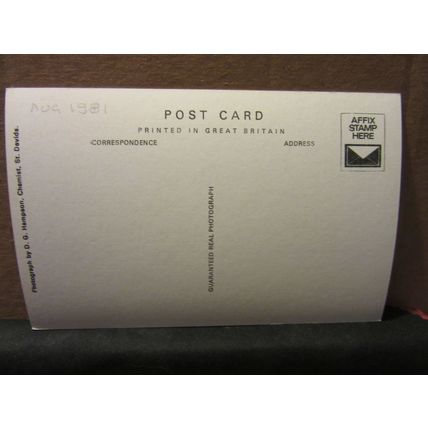 AUG 1981
POST CARD
PRINTED IN GREAT BRITAIN
CORRESPONDENCE
ADDRESS
AFFIX
STAMP
HERE
GUARANTEED REAL PHOTOGRAPH
Photograph by D. G. Hampson, Chemist, St. Davids.